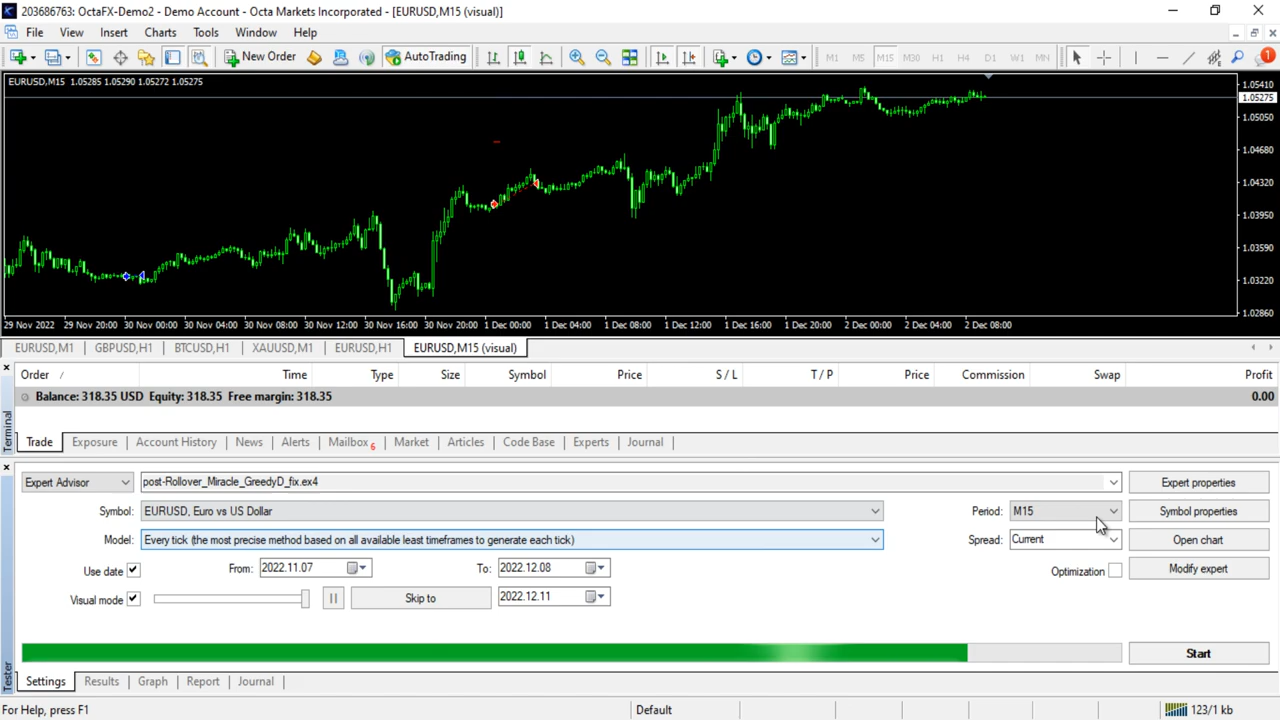 203686763: OctaFX-Demo2 - Demo Account - Octa Markets Incorporated - [EURUSD,M15 (visual)]
File View Insert Charts Tools Window Help
New Order AutoTrading M1 M5 M15 M30 H1 H4 D1 W1 MN 1
EURUSD,M15 1.05285 1.05290 1.05272 1.05275
1.05410
1.05275
1.05050
1.04680
1.04320
1.03950
1.03590
1.03220
1.02860
29 Nov 2022 29 Nov 20:00 30 Nov 00:00 30 Nov 04:00 30 Nov 08:00 30 Nov 12:00 30 Nov 16:00 30 Nov 20:00 1 Dec 00:00 1 Dec 04:00 1 Dec 08:00 1 Dec 12:00 1 Dec 16:00 1 Dec 20:00 2 Dec 00:00 2 Dec 04:00 2 Dec 08:00
EURUSD,M1 GBPUSD,H1 BTCUSD,H1 XAUUSD,M1 EURUSD,H1 EURUSD,M15 (visual)
Order / Time Type Size Symbol Price S / L T / P Price Commission Swap Profit
Balance: 318.35 USD Equity: 318.35 Free margin: 318.35 0.00
Terminal
Trade Exposure Account History News Alerts Mailbox 6 Market Articles Code Base Experts Journal
Expert Advisor post-Rollover_Miracle_GreedyD_fix.ex4 Expert properties
Symbol: EURUSD, Euro vs US Dollar Period: M15 Symbol properties
Model: Every tick (the most precise method based on all available least timeframes to generate each tick) Spread: Current Open chart
Use date From: 2022.11.07 To: 2022.12.08 Optimization Modify expert
Visual mode Skip to 2022.12.11
Start
Tester
Settings Results Graph Report Journal
For Help, press F1 Default 123/1 kb